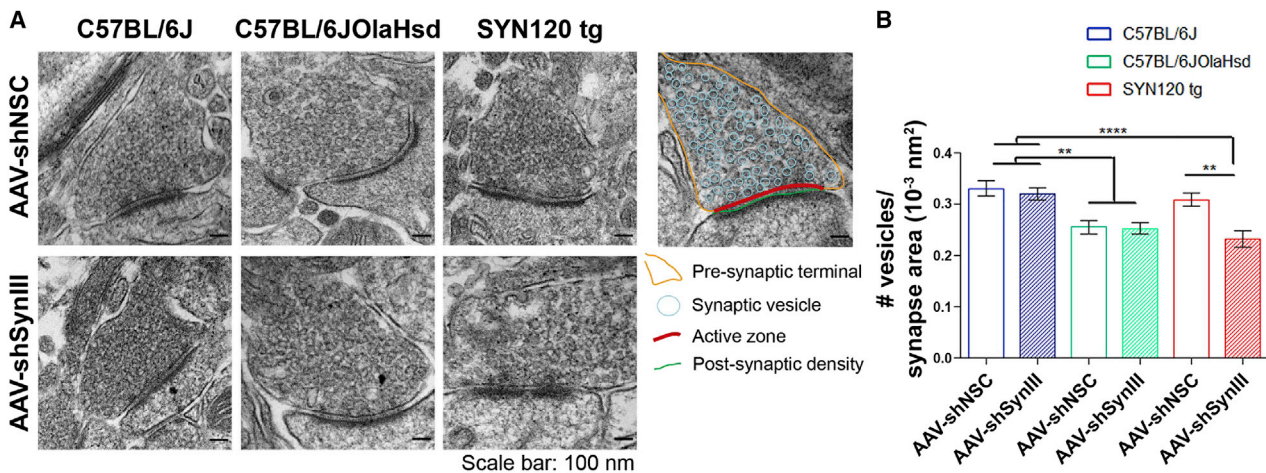 A
C57BL/6J
C57BL/6JOlaHsd
SYN120 tg
AAV-shNSC
AAV-shSynIII
Pre-synaptic terminal
Synaptic vesicle
Active zone
Post-synaptic density
Scale bar: 100 nm
B
C57BL/6J
C57BL/6JOlaHsd
SYN120 tg
# vesicles/
synapse area (10⁻³ nm²)
0.4
0.3
0.2
0.1
0.0
****
**
**
AAV-shNSC
AAV-shSynIII
AAV-shNSC
AAV-shSynIII
AAV-shNSC
AAV-shSynIII